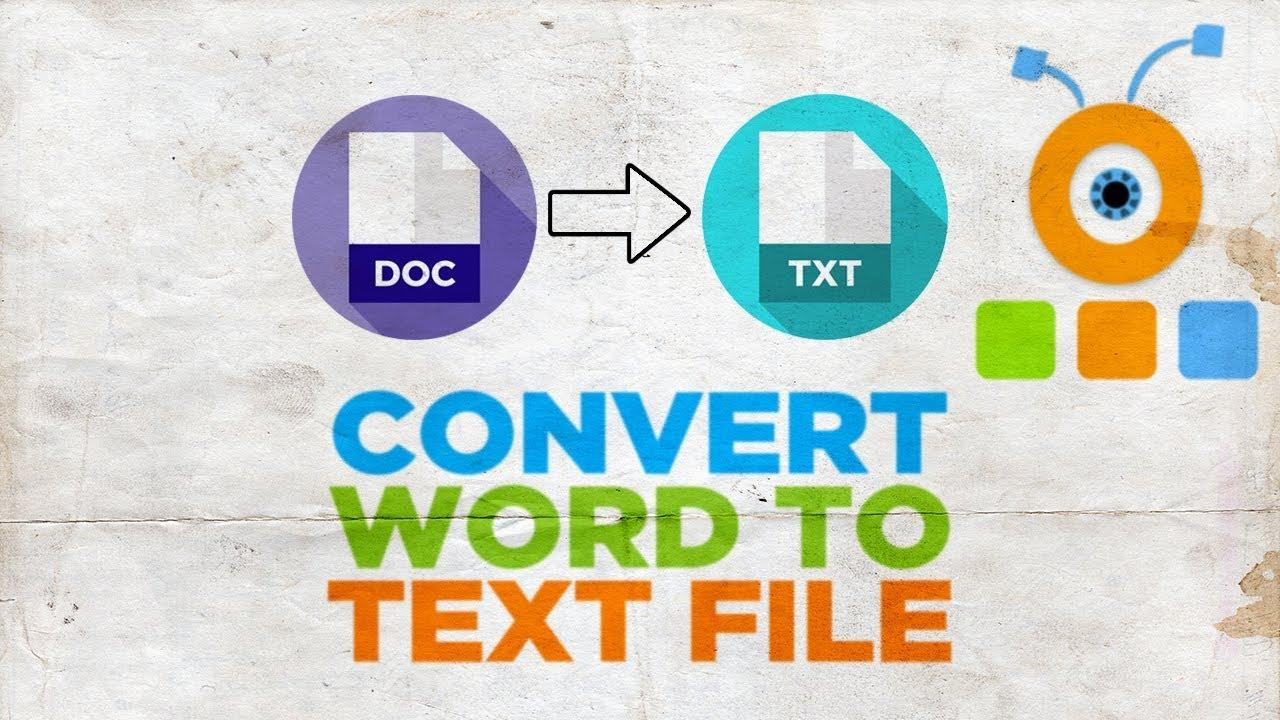 DOC
TXT
CONVERT
WORD TO
TEXT FILE